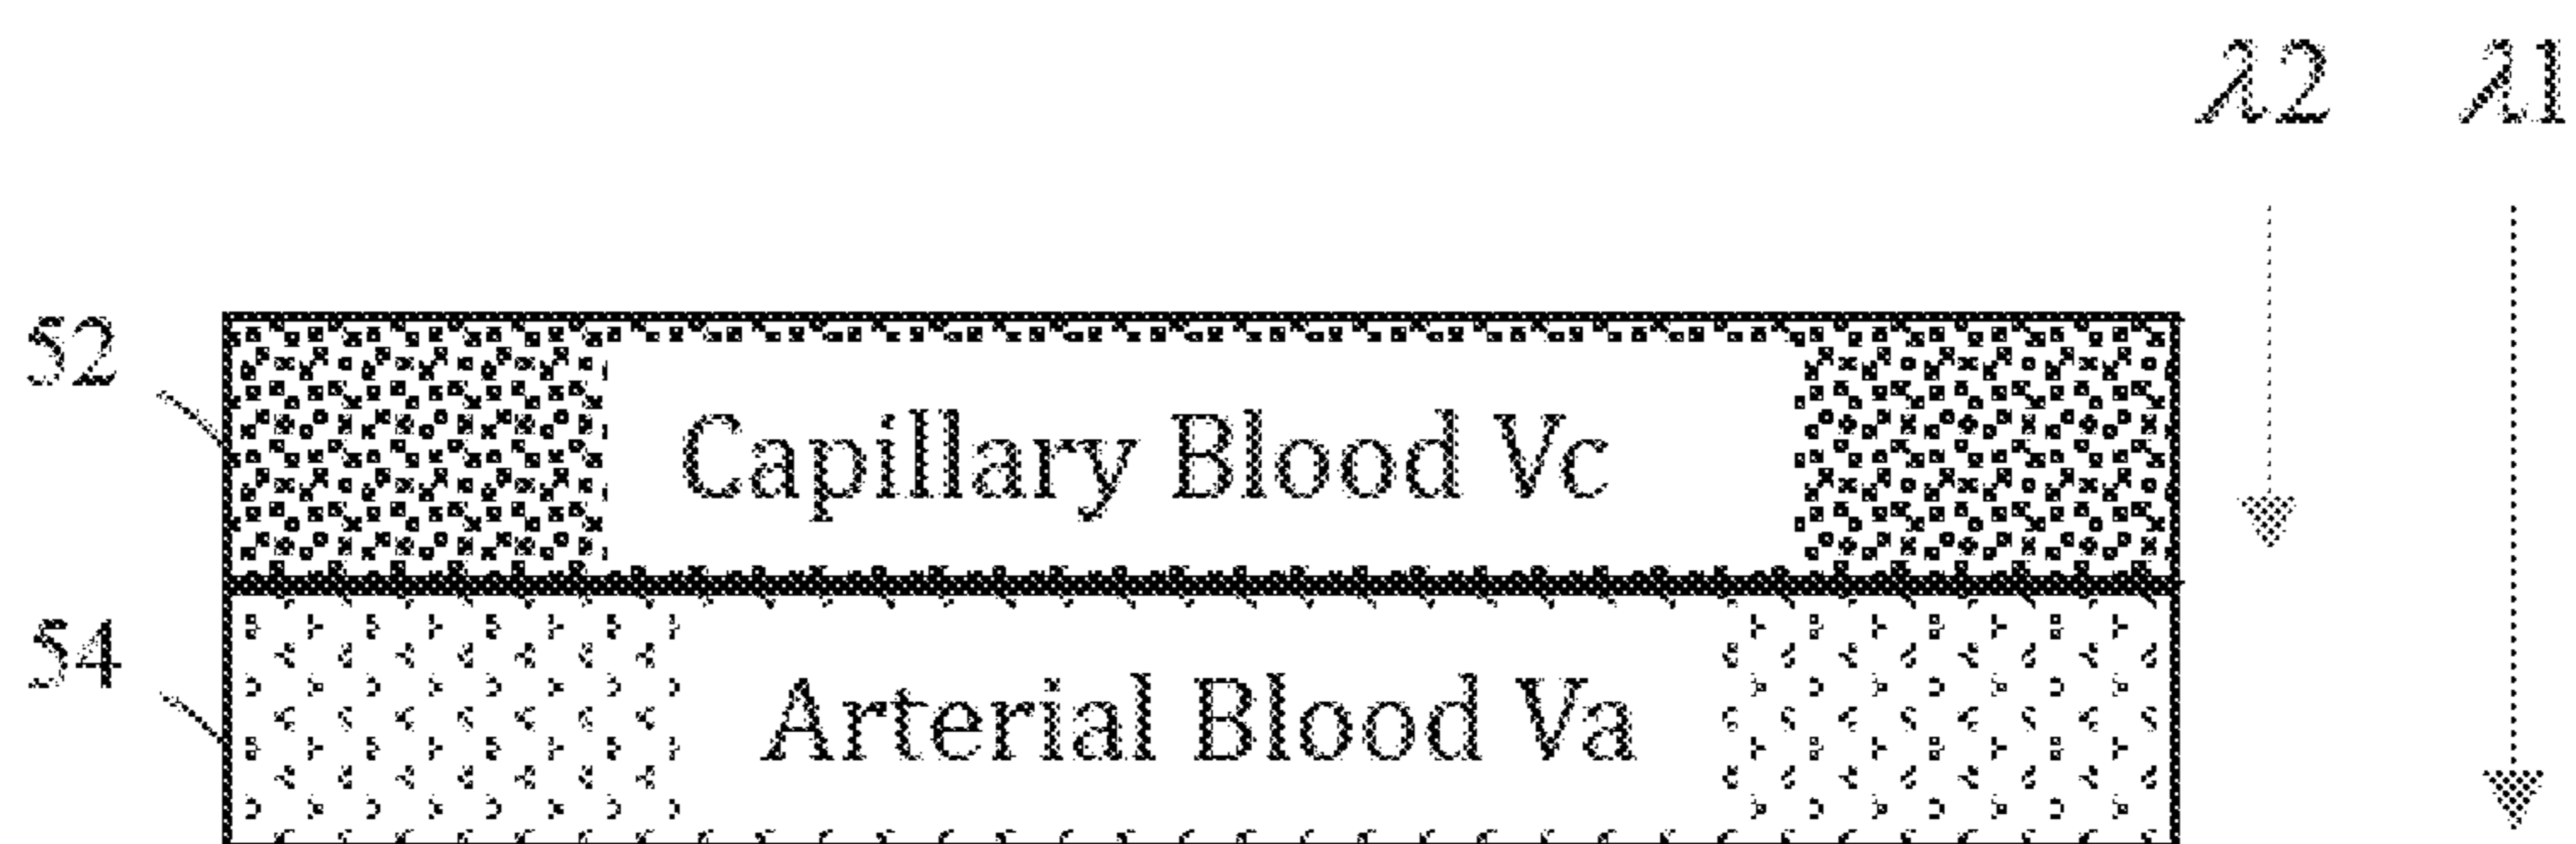 λ2 λ1
52
Capillary Blood Vc
54
Arterial Blood Va